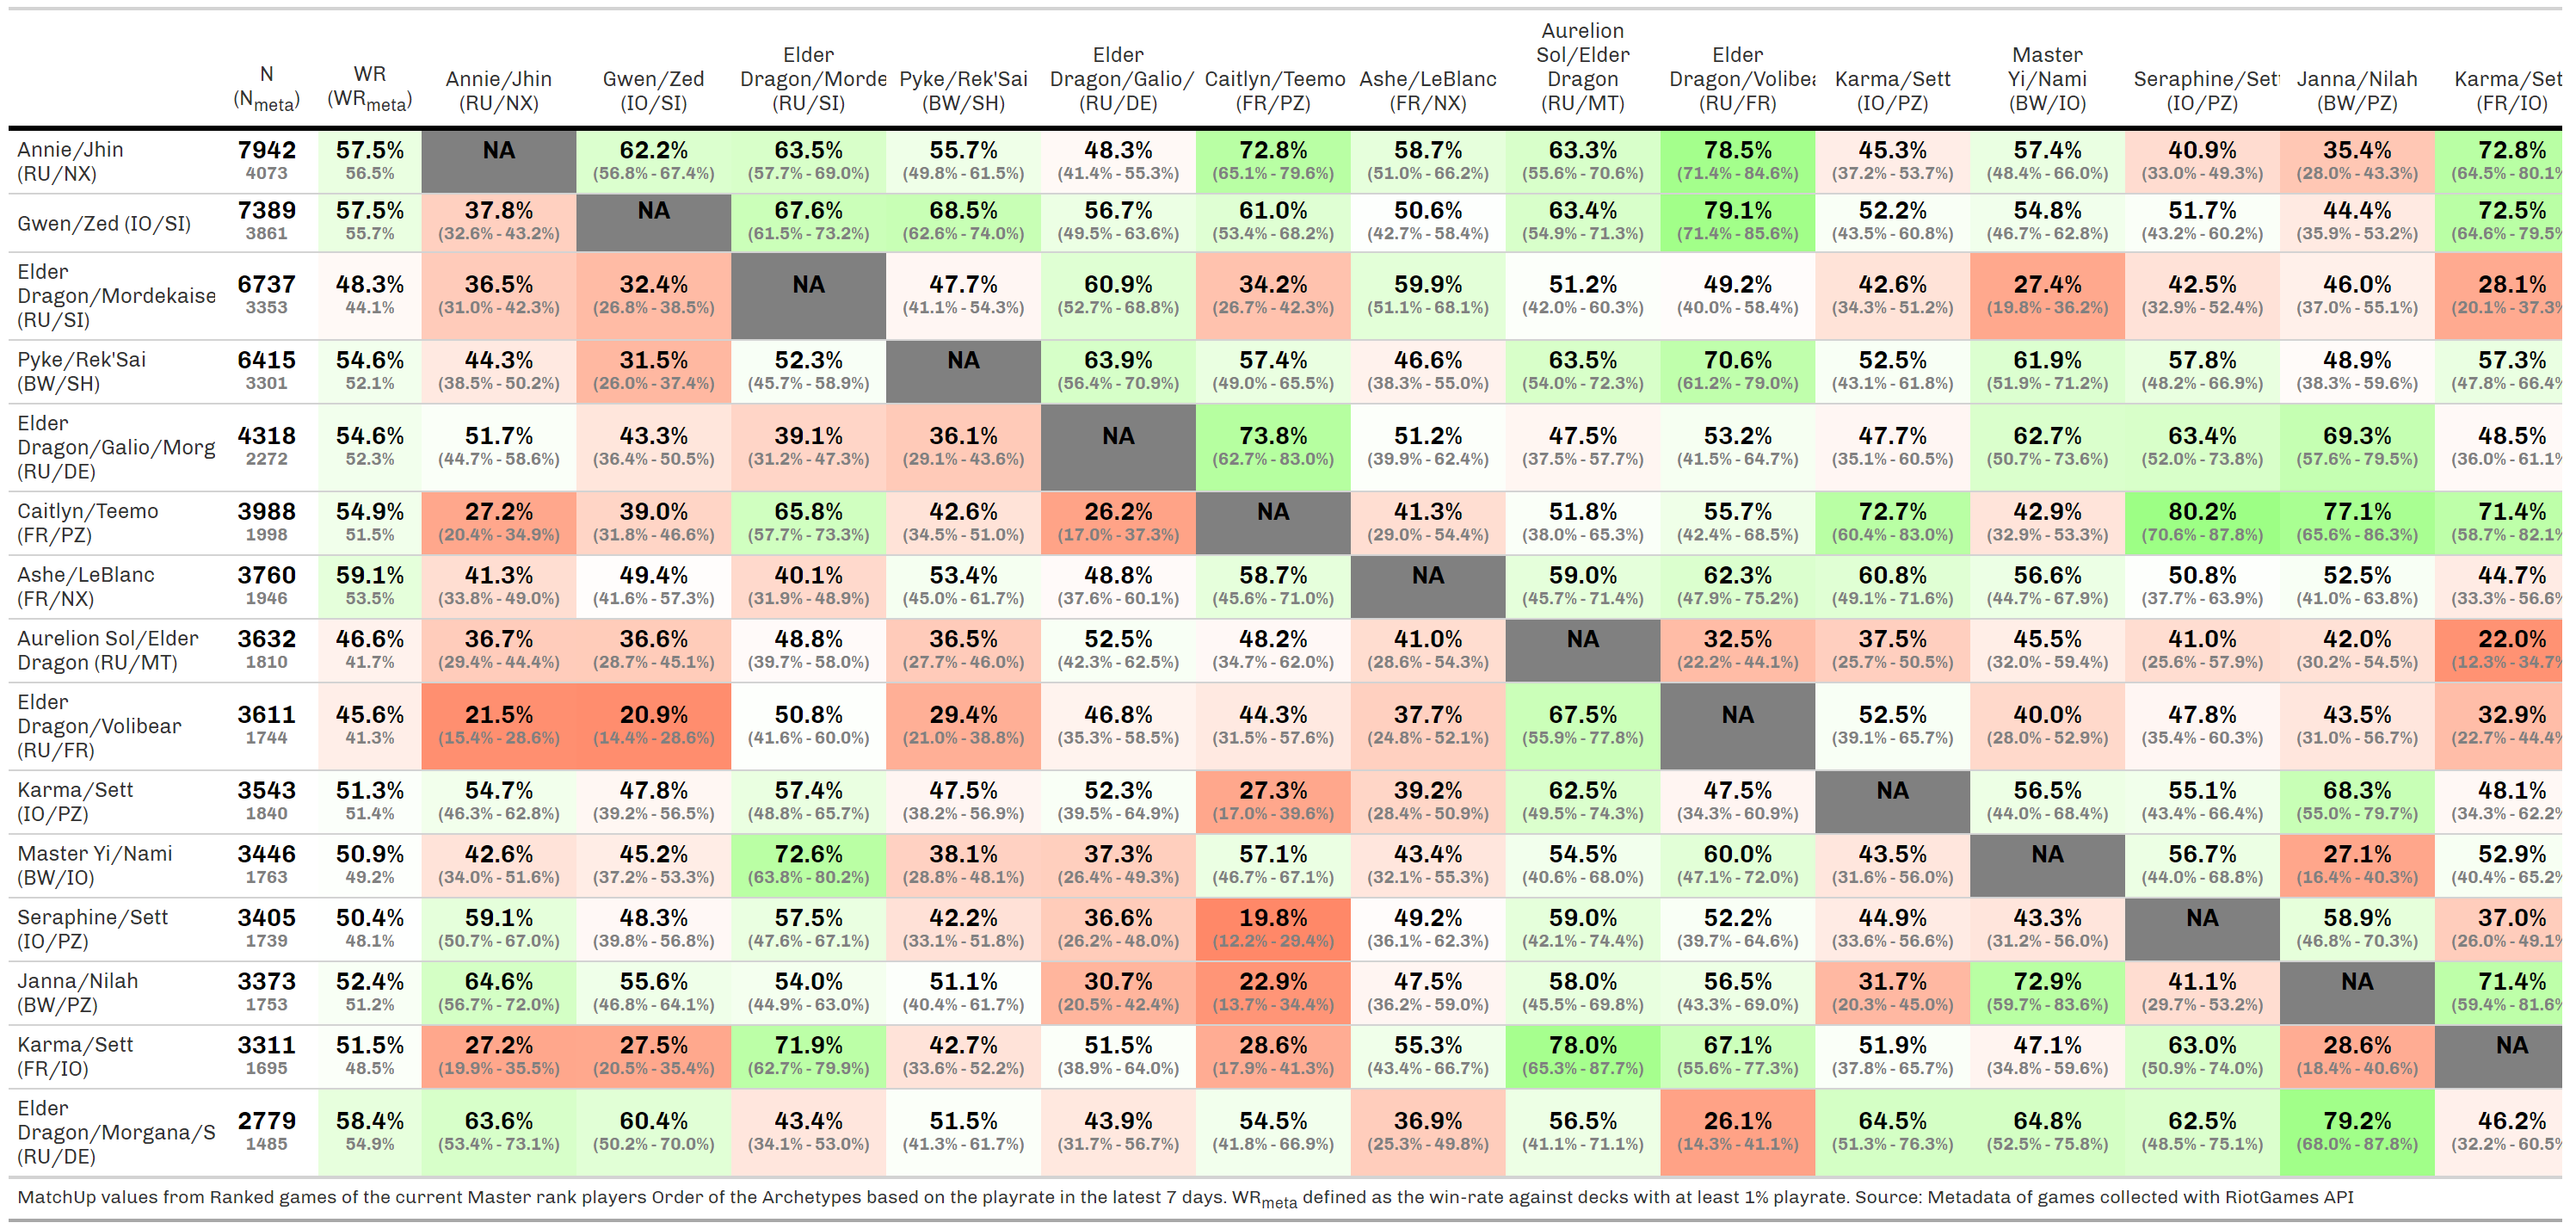 Aurelion
Elder Elder Sol/Elder Elder Master
N WR Annie/Jhin Gwen/Zed Dragon/Morde Pyke/Rek'Sai Dragon/Galio/ Caitlyn/Teemo Ashe/LeBlanc Dragon Dragon/Volibea Karma/Sett Yi/Nami Seraphine/Set Janna/Nilah Karma/Set
(Nmeta) (WRmeta) (RU/NX) (IO/SI) (RU/SI) (BW/SH) (RU/DE) (FR/PZ) (FR/NX) (RU/MT) (RU/FR) (IO/PZ) (BW/IO) (IO/PZ) (BW/PZ) (FR/IO)
Annie/Jhin 7942 57.5% NA 62.2% 63.5% 55.7% 48.3% 72.8% 58.7% 63.3% 78.5% 45.3% 57.4% 40.9% 35.4% 72.8%
(RU/NX) 4073 56.5% (56.8% - 67.4%) (57.7% - 69.0%) (49.8% - 61.5%) (41.4% - 55.3%) (65.1% - 79.6%) (51.0% - 66.2%) (55.6% - 70.6%) (71.4% - 84.6%) (37.2% - 53.7%) (48.4% - 66.0%) (33.0% - 49.3%) (28.0% - 43.3%) (64.5% - 80.1%
Gwen/Zed (IO/SI) 7389 57.5% 37.8% NA 67.6% 68.5% 56.7% 61.0% 50.6% 63.4% 79.1% 52.2% 54.8% 51.7% 44.4% 72.5%
3861 55.7% (32.6% - 43.2%) (61.5% - 73.2%) (62.6% - 74.0%) (49.5% - 63.6%) (53.4% - 68.2%) (42.7% - 58.4%) (54.9% - 71.3%) (71.4% - 85.6%) (43.5% - 60.8%) (46.7% - 62.8%) (43.2% - 60.2%) (35.9% - 53.2%) (64.6% - 79.5%
Elder
Dragon/Mordekaise 6737 48.3% 36.5% 32.4% NA 47.7% 60.9% 34.2% 59.9% 51.2% 49.2% 42.6% 27.4% 42.5% 46.0% 28.1%
(RU/SI) 3353 44.1% (31.0% - 42.3%) (26.8% - 38.5%) (41.1% - 54.3%) (52.7% - 68.8%) (26.7% - 42.3%) (51.1% - 68.1%) (42.0% - 60.3%) (40.0% - 58.4%) (34.3% - 51.2%) (19.8% - 36.2%) (32.9% - 52.4%) (37.0% - 55.1%) (20.1% - 37.3%
Pyke/Rek'Sai 6415 54.6% 44.3% 31.5% 52.3% NA 63.9% 57.4% 46.6% 63.5% 70.6% 52.5% 61.9% 57.8% 48.9% 57.3%
(BW/SH) 3301 52.1% (38.5% - 50.2%) (26.0% - 37.4%) (45.7% - 58.9%) (56.4% - 70.9%) (49.0% - 65.5%) (38.3% - 55.0%) (54.0% - 72.3%) (61.2% - 79.0%) (43.1% - 61.8%) (51.9% - 71.2%) (48.2% - 66.9%) (38.3% - 59.6%) (47.8% - 66.4%
Elder
Dragon/Galio/Morg 4318 54.6% 51.7% 43.3% 39.1% 36.1% NA 73.8% 51.2% 47.5% 53.2% 47.7% 62.7% 63.4% 69.3% 48.5%
(RU/DE) 2272 52.3% (44.7% - 58.6%) (36.4% - 50.5%) (31.2% - 47.3%) (29.1% - 43.6%) (62.7% - 83.0%) (39.9% - 62.4%) (37.5% - 57.7%) (41.5% - 64.7%) (35.1% - 60.5%) (50.7% - 73.6%) (52.0% - 73.8%) (57.6% - 79.5%) (36.0% - 61.1%
Caitlyn/Teemo 3988 54.9% 27.2% 39.0% 65.8% 42.6% 26.2% NA 41.3% 51.8% 55.7% 72.7% 42.9% 80.2% 77.1% 71.4%
(FR/PZ) 1998 51.5% (20.4% - 34.9%) (31.8% - 46.6%) (57.7% - 73.3%) (34.5% - 51.0%) (17.0% - 37.3%) (29.0% - 54.4%) (38.0% - 65.3%) (42.4% - 68.5%) (60.4% - 83.0%) (32.9% - 53.3%) (70.6% - 87.8%) (65.6% - 86.3%) (58.7% - 82.1%
Ashe/LeBlanc 3760 59.1% 41.3% 49.4% 40.1% 53.4% 48.8% 58.7% NA 59.0% 62.3% 60.8% 56.6% 50.8% 52.5% 44.7%
(FR/NX) 1946 53.5% (33.8% - 49.0%) (41.6% - 57.3%) (31.9% - 48.9%) (45.0% - 61.7%) (37.6% - 60.1%) (45.6% - 71.0%) (45.7% - 71.4%) (47.9% - 75.2%) (49.1% - 71.6%) (44.7% - 67.9%) (37.7% - 63.9%) (41.0% - 63.8%) (33.3% - 56.6%
Aurelion Sol/Elder 3632 46.6% 36.7% 36.6% 48.8% 36.5% 52.5% 48.2% 41.0% NA 32.5% 37.5% 45.5% 41.0% 42.0% 22.0%
Dragon (RU/MT) 1810 41.7% (29.4% - 44.4%) (28.7% - 45.1%) (39.7% - 58.0%) (27.7% - 46.0%) (42.3% - 62.5%) (34.7% - 62.0%) (28.6% - 54.3%) (22.2% - 44.1%) (25.7% - 50.5%) (32.0% - 59.4%) (25.6% - 57.9%) (30.2% - 54.5%) (12.3% - 34.7%
Elder
Dragon/Volibear 3611 45.6% 21.5% 20.9% 50.8% 29.4% 46.8% 44.3% 37.7% 67.5% NA 52.5% 40.0% 47.8% 43.5% 32.9%
(RU/FR) 1744 41.3% (15.4% - 28.6%) (14.4% - 28.6%) (41.6% - 60.0%) (21.0% - 38.8%) (35.3% - 58.5%) (31.5% - 57.6%) (24.8% - 52.1%) (55.9% - 77.8%) (39.1% - 65.7%) (28.0% - 52.9%) (35.4% - 60.3%) (31.0% - 56.7%) (22.7% - 44.4%
Karma/Sett 3543 51.3% 54.7% 47.8% 57.4% 47.5% 52.3% 27.3% 39.2% 62.5% 47.5% NA 56.5% 55.1% 68.3% 48.1%
(IO/PZ) 1840 51.4% (46.3% - 62.8%) (39.2% - 56.5%) (48.8% - 65.7%) (38.2% - 56.9%) (39.5% - 64.9%) (17.0% - 39.6%) (28.4% - 50.9%) (49.5% - 74.3%) (34.3% - 60.9%) (44.0% - 68.4%) (43.4% - 66.4%) (55.0% - 79.7%) (34.3% - 62.2%
Master Yi/Nami 3446 50.9% 42.6% 45.2% 72.6% 38.1% 37.3% 57.1% 43.4% 54.5% 60.0% 43.5% NA 56.7% 27.1% 52.9%
(BW/IO) 1763 49.2% (34.0% - 51.6%) (37.2% - 53.3%) (63.8% - 80.2%) (28.8% - 48.1%) (26.4% - 49.3%) (46.7% - 67.1%) (32.1% - 55.3%) (40.6% - 68.0%) (47.1% - 72.0%) (31.6% - 56.0%) (44.0% - 68.8%) (16.4% - 40.3%) (40.4% - 65.2%
Seraphine/Sett 3405 50.4% 59.1% 48.3% 57.5% 42.2% 36.6% 19.8% 49.2% 59.0% 52.2% 44.9% 43.3% NA 58.9% 37.0%
(IO/PZ) 1739 48.1% (50.7% - 67.0%) (39.8% - 56.8%) (47.6% - 67.1%) (33.1% - 51.8%) (26.2% - 48.0%) (12.2% - 29.4%) (36.1% - 62.3%) (42.1% - 74.4%) (39.7% - 64.6%) (33.6% - 56.6%) (31.2% - 56.0%) (46.8% - 70.3%) (26.0% - 49.1%
Janna/Nilah 3373 52.4% 64.6% 55.6% 54.0% 51.1% 30.7% 22.9% 47.5% 58.0% 56.5% 31.7% 72.9% 41.1% NA 71.4%
(BW/PZ) 1753 51.2% (56.7% - 72.0%) (46.8% - 64.1%) (44.9% - 63.0%) (40.4% - 61.7%) (20.5% - 42.4%) (13.7% - 34.4%) (36.2% - 59.0%) (45.5% - 69.8%) (43.3% - 69.0%) (20.3% - 45.0%) (59.7% - 83.6%) (29.7% - 53.2%) (59.4% - 81.6%
Karma/Sett 3311 51.5% 27.2% 27.5% 71.9% 42.7% 51.5% 28.6% 55.3% 78.0% 67.1% 51.9% 47.1% 63.0% 28.6% NA
(FR/IO) 1695 48.5% (19.9% - 35.5%) (20.5% - 35.4%) (62.7% - 79.9%) (33.6% - 52.2%) (38.9% - 64.0%) (17.9% - 41.3%) (43.4% - 66.7%) (65.3% - 87.7%) (55.6% - 77.3%) (37.8% - 65.7%) (34.8% - 59.6%) (50.9% - 74.0%) (18.4% - 40.6%)
Elder
Dragon/Morgana/S 2779 58.4% 63.6% 60.4% 43.4% 51.5% 43.9% 54.5% 36.9% 56.5% 26.1% 64.5% 64.8% 62.5% 79.2% 46.2%
(RU/DE) 1485 54.9% (53.4% - 73.1%) (50.2% - 70.0%) (34.1% - 53.0%) (41.3% - 61.7%) (31.7% - 56.7%) (41.8% - 66.9%) (25.3% - 49.8%) (41.1% - 71.1%) (14.3% - 41.1%) (51.3% - 76.3%) (52.5% - 75.8%) (48.5% - 75.1%) (68.0% - 87.8%) (32.2% - 60.5%
MatchUp values from Ranked games of the current Master rank players Order of the Archetypes based on the playrate in the latest 7 days. WRmeta defined as the win-rate against decks with at least 1% playrate. Source: Metadata of games collected with RiotGames API